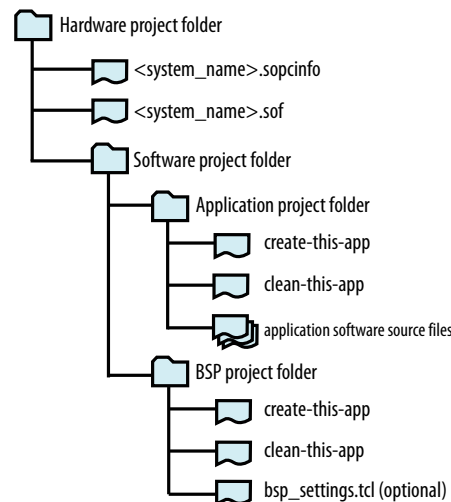 Hardware project folder
<system_name>.sopcinfo
<system_name>.sof
Software project folder
Application project folder
create-this-app
clean-this-app
application software source files
BSP project folder
create-this-app
clean-this-app
bsp_settings.tcl (optional)